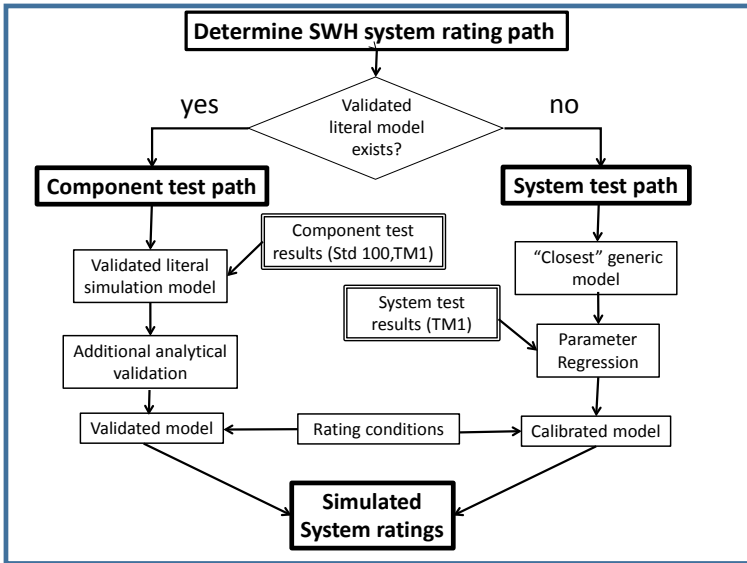 Determine SWH system rating path
yes
no
Validated
literal model
exists?
Component test path
System test path
Component test
results (Std 100,TM1)
Validated literal
simulation model
“Closest” generic
model
System test
results (TM1)
Additional analytical
validation
Parameter
Regression
Validated model
Rating conditions
Calibrated model
Simulated
System ratings